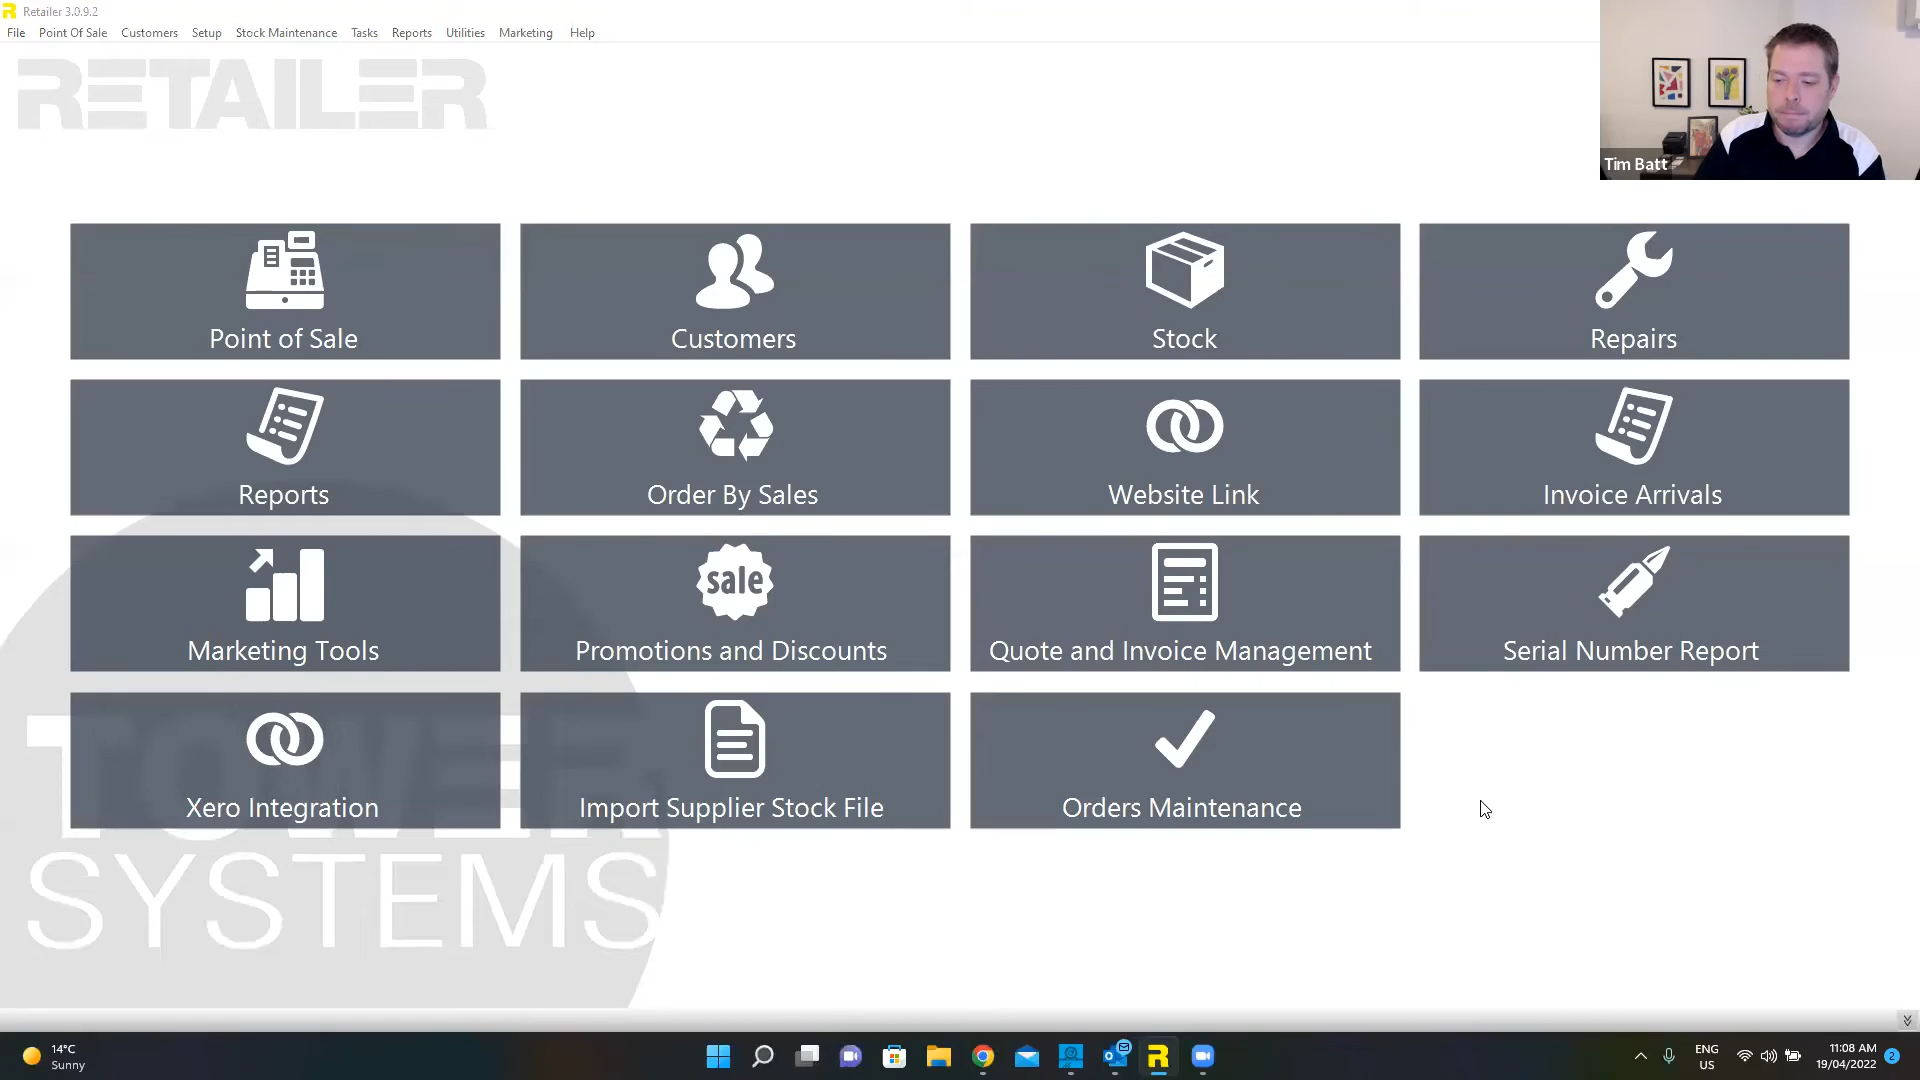 Retailer 3.0.9.2
File Point Of Sale Customers Setup Stock Maintenance Tasks Reports Utilities Marketing Help
RETAILER
Tim Batt
Point of Sale
Customers
Stock
Repairs
Reports
Order By Sales
Website Link
Invoice Arrivals
sale
Marketing Tools
Promotions and Discounts
Quote and Invoice Management
Serial Number Report
Xero Integration
Import Supplier Stock File
Orders Maintenance
TOWER
SYSTEMS
14°C
Sunny
ENG
US
11:08 AM
19/04/2022
2